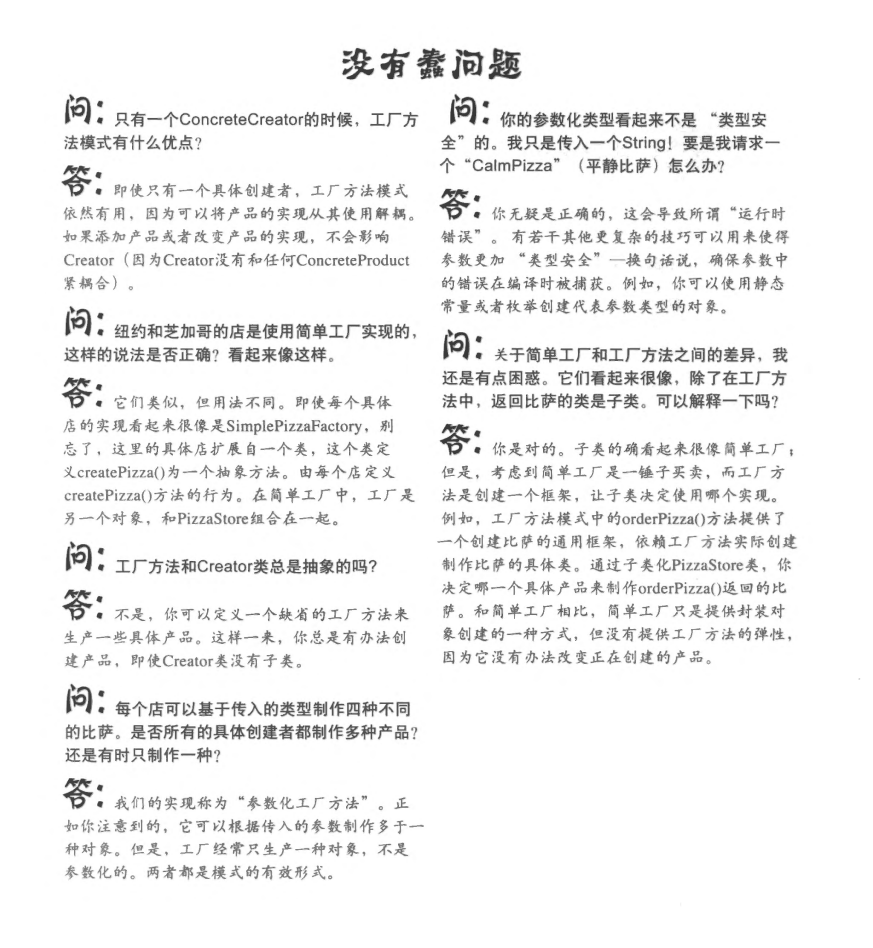 没有蠢问题
问：只有一个ConcreteCreator的时候，工厂方
法模式有什么优点？
答：即使只有一个具体创建者，工厂方法模式
依然有用，因为可以将产品的实现从其使用解耦。
如果添加产品或者改变产品的实现，不会影响
Creator（因为Creator没有和任何ConcreteProduct
紧耦合）。
问：纽约和芝加哥的店是使用简单工厂实现的，
这样的说法是否正确？看起来像这样。
答：它们类似，但用法不同。即使每个具体
店的实现看起来很像是SimplePizzaFactory，别
忘了，这里的具体店扩展自一个类，这个类定
义createPizza()为一个抽象方法。由每个店定义
createPizza()方法的行为。在简单工厂中，工厂是
另一个对象，和PizzaStore组合在一起。
问：工厂方法和Creator类总是抽象的吗？
答：不是，你可以定义一个缺省的工厂方法来
生产一些具体产品。这样一来，你总是有办法创
建产品，即使Creator类没有子类。
问：每个店可以基于传入的类型制作四种不同
的比萨。是否所有的具体创建者都制作多种产品？
还是有时只制作一种？
答：我们的实现称为“参数化工厂方法”。正
如你注意到的，它可以根据传入的参数制作多于一
种对象。但是，工厂经常只生产一种对象，不是
参数化的。两者都是模式的有效形式。
问：你的参数化类型看起来不是“类型安
全”的。我只是传入一个String！要是我请求一
个“CalmPizza”（平静比萨）怎么办？
答：你无疑是正确的，这会导致所谓“运行时
错误”。有若干其他更复杂的技巧可以用来使得
参数更加“类型安全”—换句话说，确保参数中
的错误在编译时被捕获。例如，你可以使用静态
常量或者枚举创建代表参数类型的对象。
问：关于简单工厂和工厂方法之间的差异，我
还是有点困惑。它们看起来很像，除了在工厂方
法中，返回比萨的类是子类。可以解释一下吗？
答：你是对的。子类的确看起来很像简单工厂；
但是，考虑到简单工厂是一锤子买卖，而工厂方
法是创建一个框架，让子类决定使用哪个实现。
例如，工厂方法模式中的orderPizza()方法提供了
一个创建比萨的通用框架，依赖工厂方法实际创建
制作比萨的具体类。通过子类化PizzaStore类，你
决定哪一个具体产品来制作orderPizza()返回的比
萨。和简单工厂相比，简单工厂只是提供封装对
象创建的一种方式，但没有提供工厂方法的弹性，
因为它没有办法改变正在创建的产品。